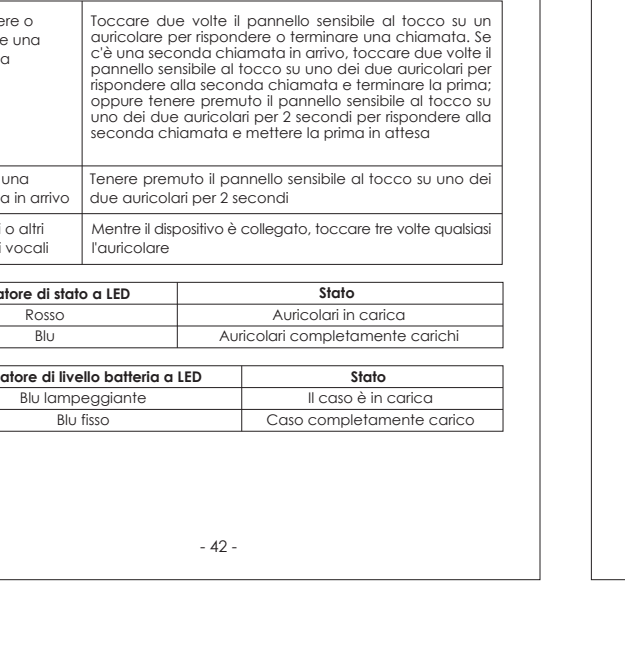 ere o
e una
a
Toccare due volte il pannello sensibile al tocco su un
auricolare per rispondere o terminare una chiamata. Se
c'è una seconda chiamata in arrivo, toccare due volte il
pannello sensibile al tocco su uno dei due auricolari per
rispondere alla seconda chiamata e terminare la prima;
oppure tenere premuto il pannello sensibile al tocco su
uno dei due auricolari per 2 secondi per rispondere alla
seconda chiamata e mettere la prima in attesa
una
a in arrivo
Tenere premuto il pannello sensibile al tocco su uno dei
due auricolari per 2 secondi
i o altri
i vocali
Mentre il dispositivo è collegato, toccare tre volte qualsiasi
l'auricolare
atore di stato a LED Stato
Rosso Auricolari in carica
Blu Auricolari completamente carichi
atore di livello batteria a LED Stato
Blu lampeggiante Il caso è in carica
Blu fisso Caso completamente carico
- 42 -